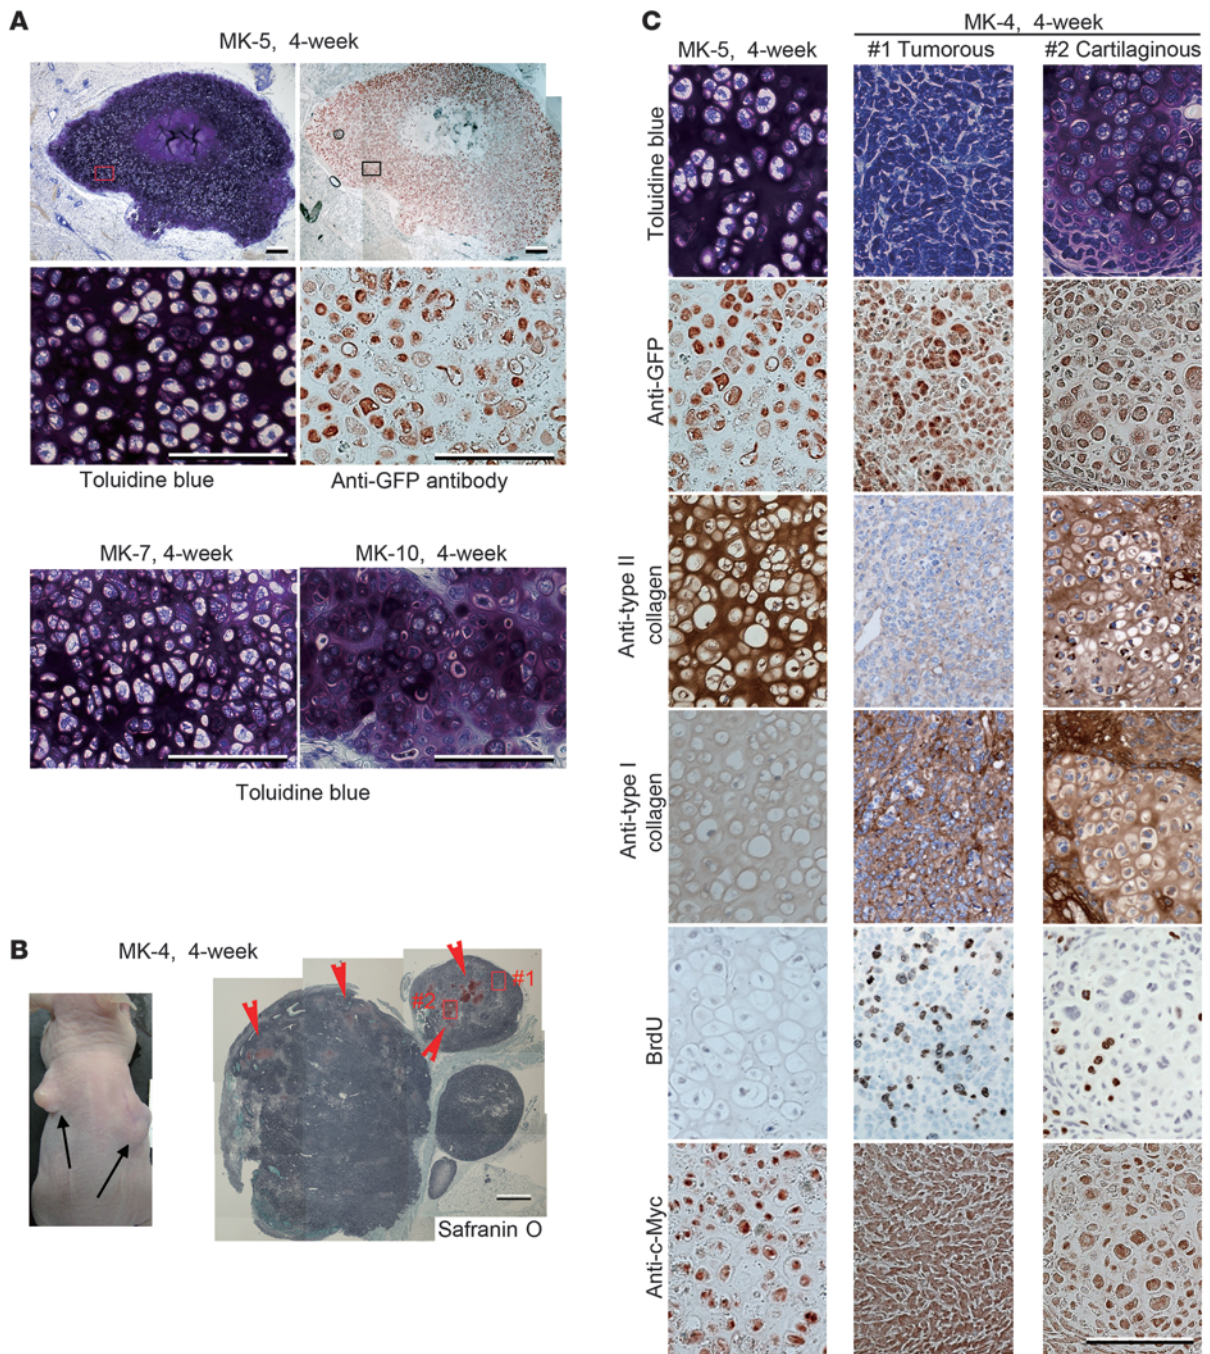 A
MK-5, 4-week
Toluidine blue
Anti-GFP antibody
MK-7, 4-week
MK-10, 4-week
Toluidine blue
B
MK-4, 4-week
#1
#2
Safranin O
C
MK-4, 4-week
MK-5, 4-week
#1 Tumorous
#2 Cartilaginous
Toluidine blue
Anti-GFP
Anti-type II
collagen
Anti-type I
collagen
BrdU
Anti-c-Myc